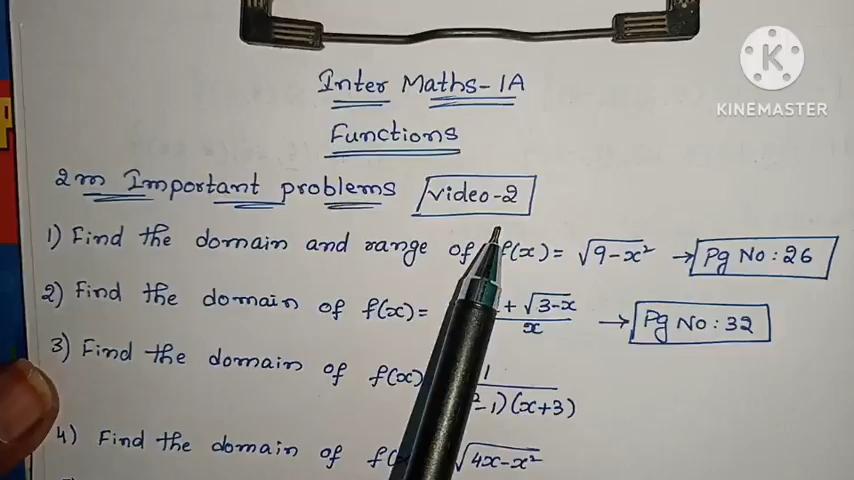 K
KINEMASTER
Inter Maths-1A
Functions
2m Important problems Video-2
1) Find the domain and range of f(x)= √9-x² → Pg No: 26
2) Find the domain of f(x)= + √3-x / x → Pg No: 32
3) Find the domain of f(x) 1 / -1)(x+3)
4) Find the domain of √4x-x²